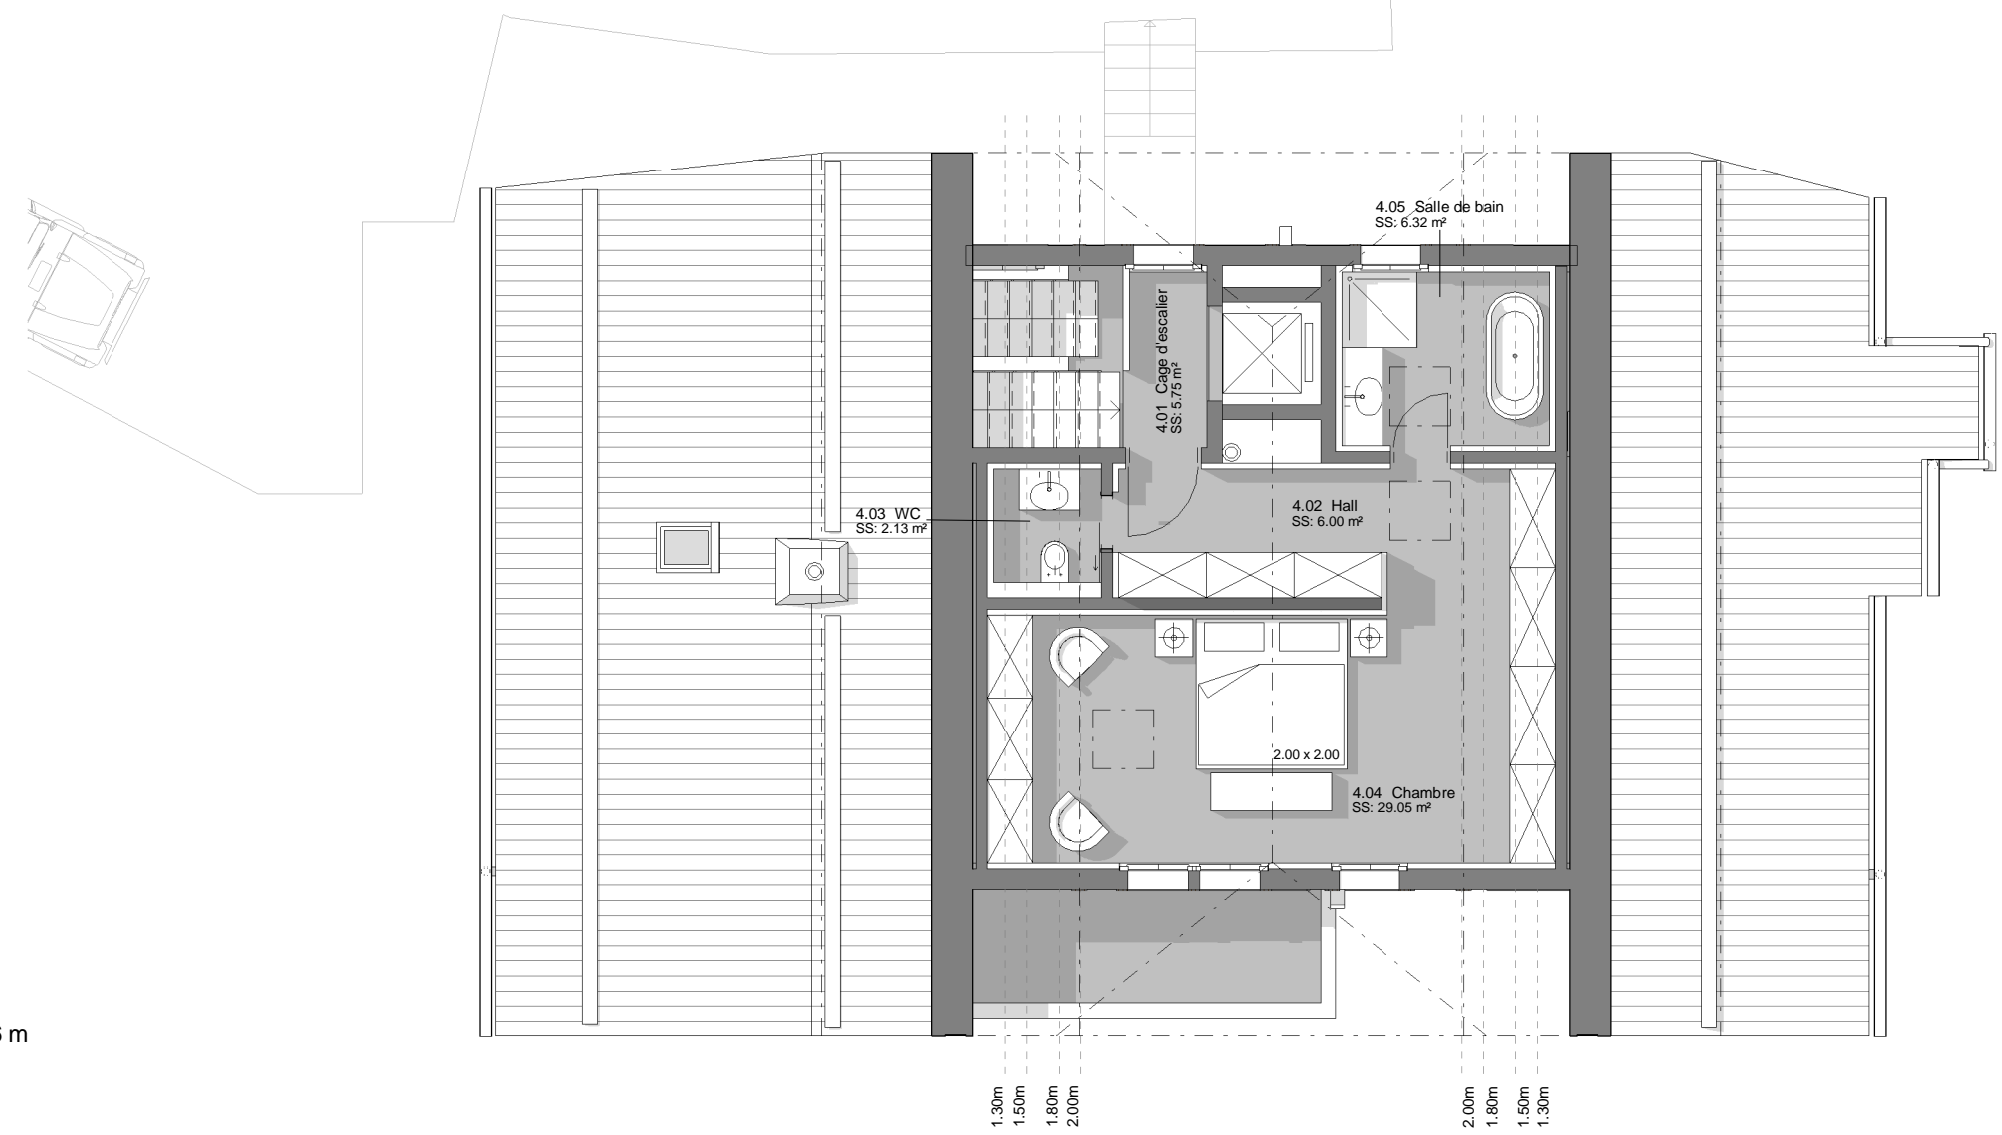 4.05 Salle de bain
SS: 6.32 m²
4.01 Cage d'escalier
SS: 5.75 m²
4.03 WC
SS: 2.13 m²
4.02 Hall
SS: 6.00 m²
2.00 x 2.00
4.04 Chambre
SS: 29.05 m²
m
1.30m
1.50m
1.80m
2.00m
2.00m
1.80m
1.50m
1.30m